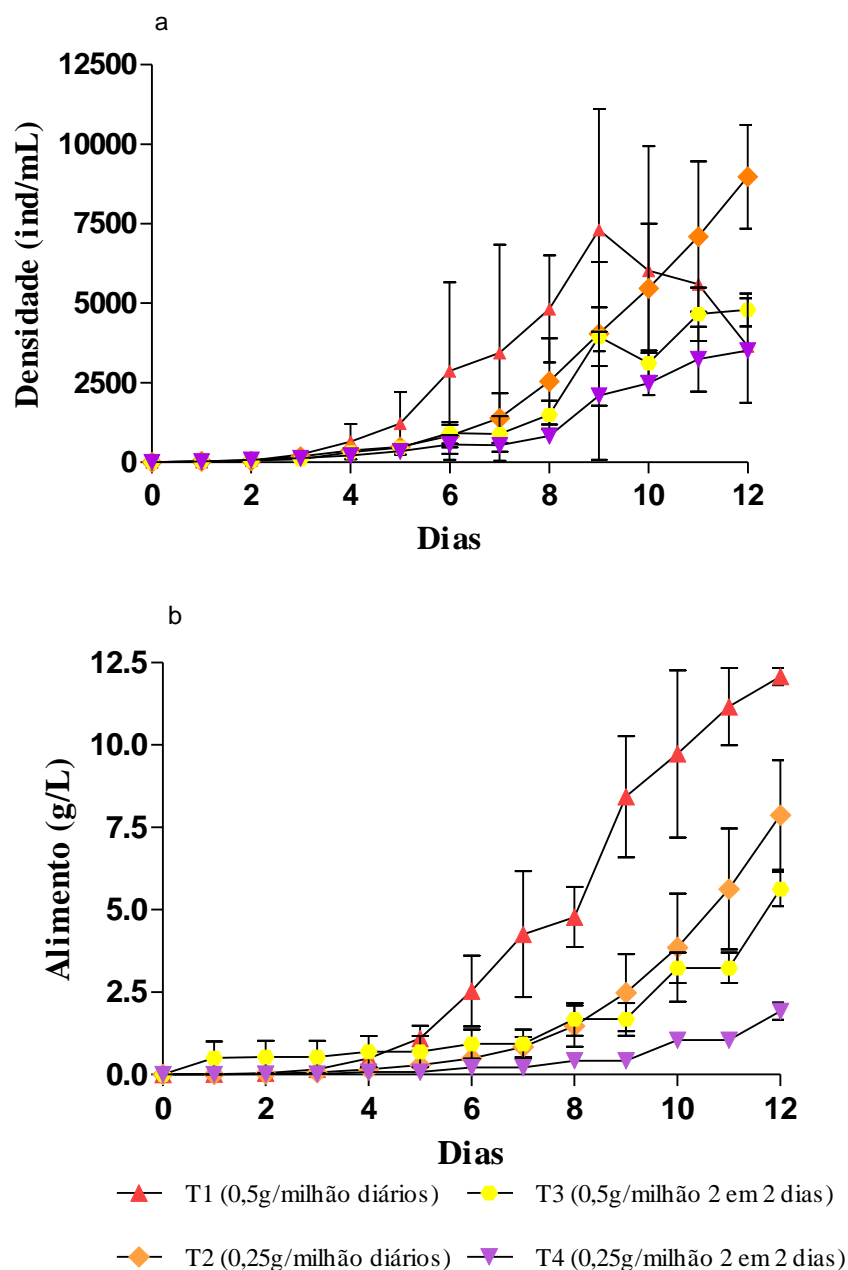 a
12500
10000
7500
5000
2500
0
Densidade (ind/mL)
0 2 4 6 8 10 12
Dias
b
12.5
10.0
7.5
5.0
2.5
0.0
Alimento (g/L)
0 2 4 6 8 10 12
Dias
T1 (0,5g/milhão diários) T3 (0,5g/milhão 2 em 2 dias)
T2 (0,25g/milhão diários) T4 (0,25g/milhão 2 em 2 dias)